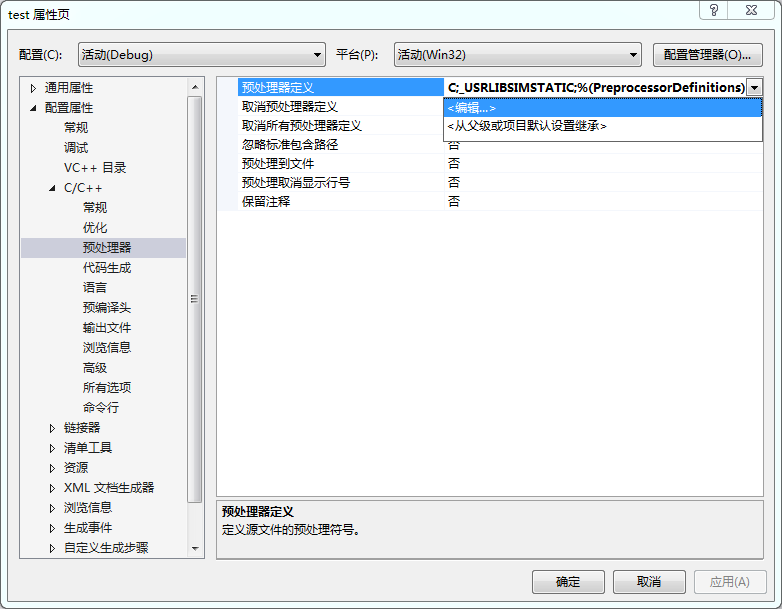 test 属性页
配置(C): 活动(Debug) 平台(P): 活动(Win32) 配置管理器(O)...
通用属性
配置属性
常规
调试
VC++ 目录
C/C++
常规
优化
预处理器
代码生成
语言
预编译头
输出文件
浏览信息
高级
所有选项
命令行
链接器
清单工具
资源
XML 文档生成器
浏览信息
生成事件
自定义生成步骤
预处理器定义 C;_USRLIBSIMSTATIC;%(PreprocessorDefinitions)
<编辑...>
<从父级或项目默认设置继承>
取消预处理器定义
取消所有预处理器定义
忽略标准包含路径 否
预处理到文件 否
预处理取消显示行号 否
保留注释 否
预处理器定义
定义源文件的预处理符号。
确定 取消 应用(A)